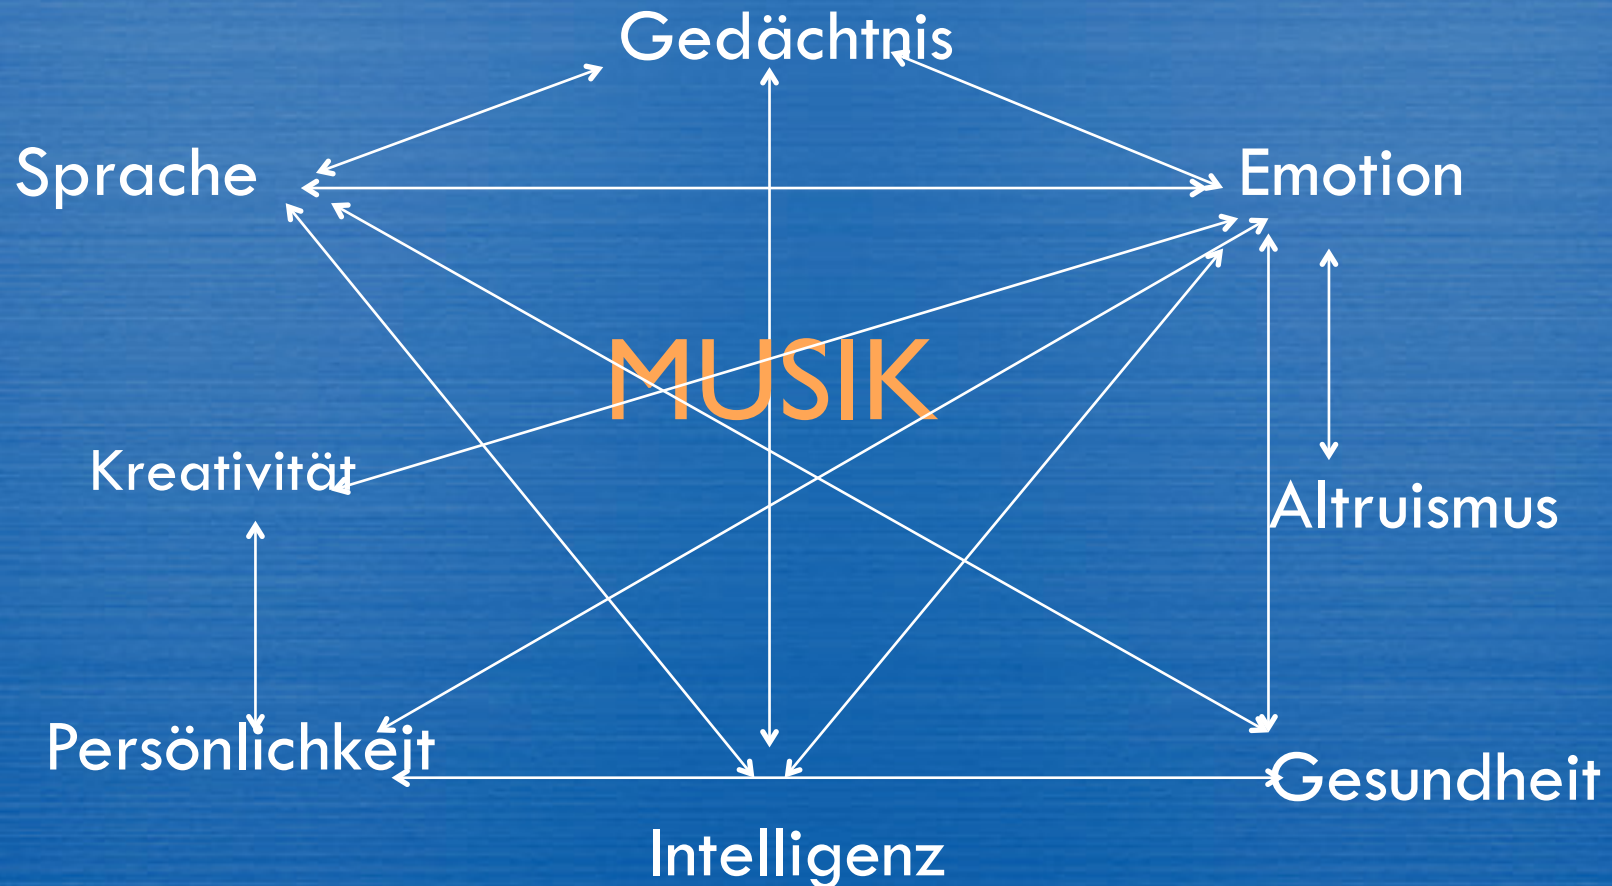 Gedächtnis
Sprache
Emotion
MUSIK
Kreativität
Altruismus
Persönlichkeit
Gesundheit
Intelligenz